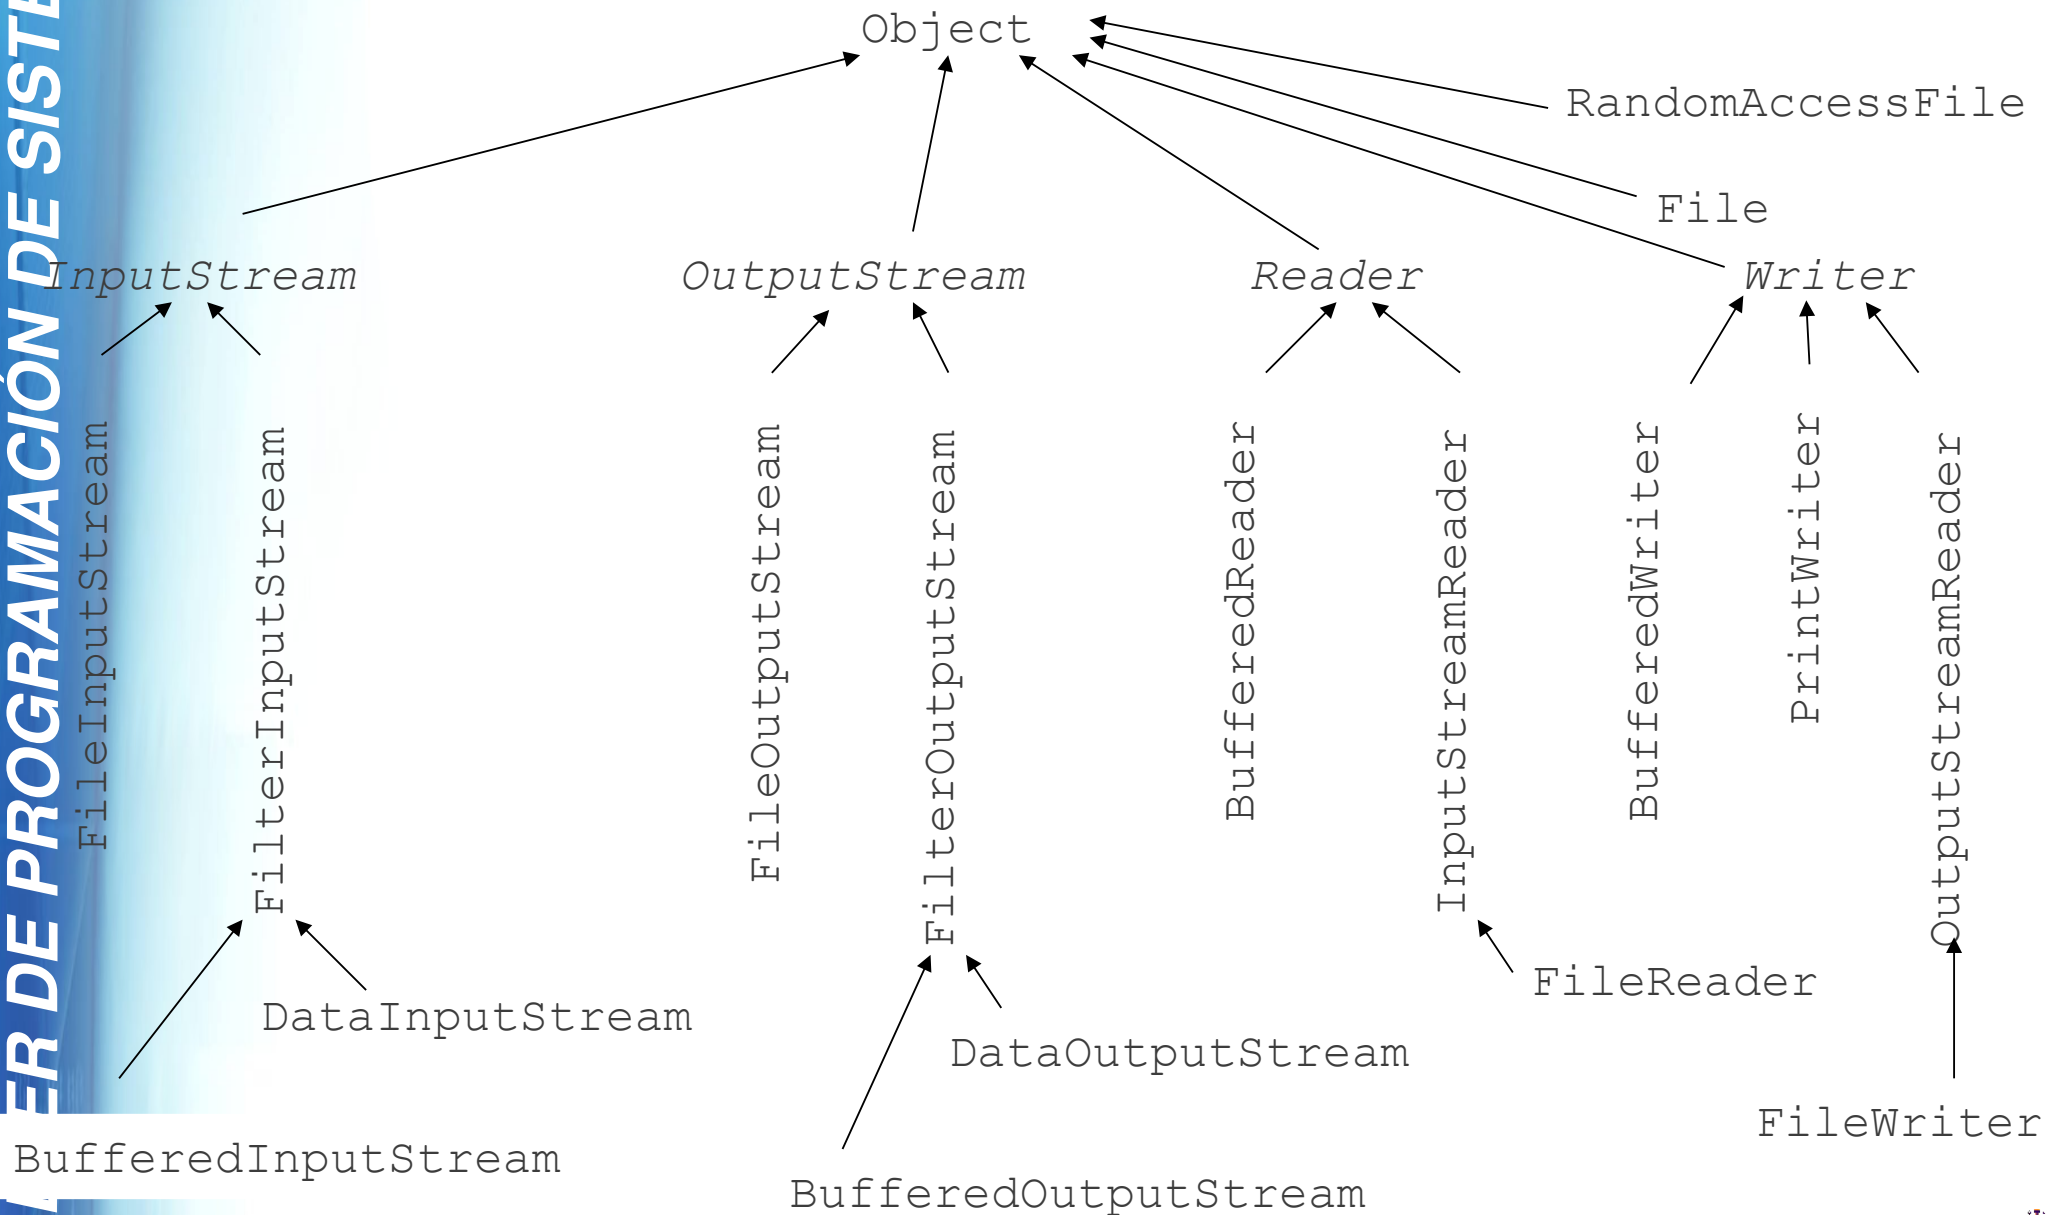 Object
RandomAccessFile
File
InputStream
OutputStream
Reader
Writer
FileInputStream
FilterInputStream
FileOutputStream
FilterOutputStream
BufferedReader
InputStreamReader
BufferedWriter
PrintWriter
OutputStreamReader
FileReader
DataInputStream
DataOutputStream
FileWriter
BufferedInputStream
BufferedOutputStream
ER DE PROGRAMACIÓN DE SISTE